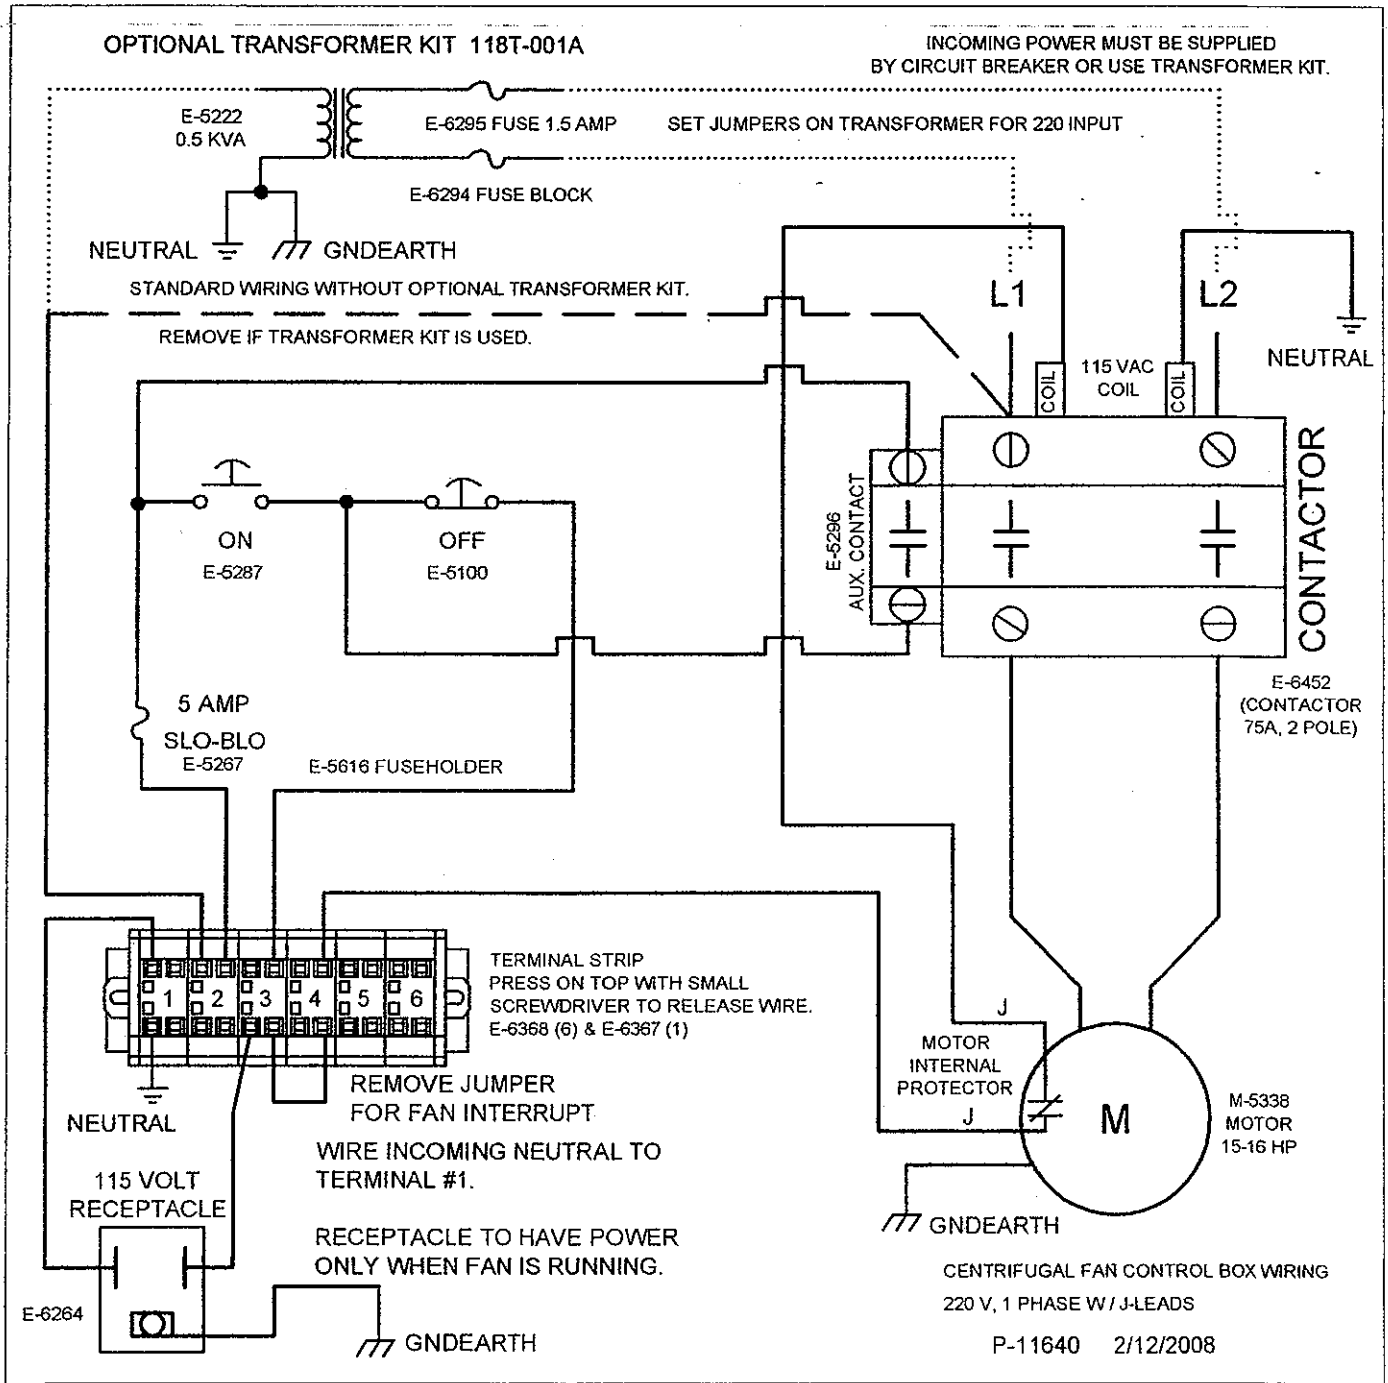 OPTIONAL TRANSFORMER KIT 118T-001A
INCOMING POWER MUST BE SUPPLIED
BY CIRCUIT BREAKER OR USE TRANSFORMER KIT.
E-5222
0.5 KVA
E-6295 FUSE 1.5 AMP
SET JUMPERS ON TRANSFORMER FOR 220 INPUT
E-6294 FUSE BLOCK
NEUTRAL
GNDEARTH
STANDARD WIRING WITHOUT OPTIONAL TRANSFORMER KIT.
REMOVE IF TRANSFORMER KIT IS USED.
L1
L2
NEUTRAL
COIL
115 VAC
COIL
COIL
CONTACTOR
E-5296
AUX. CONTACT
ON
E-5287
OFF
E-5100
E-6452
(CONTACTOR
75A, 2 POLE)
5 AMP
SLO-BLO
E-5267
E-5616 FUSEHOLDER
1 2 3 4 5 6
TERMINAL STRIP
PRESS ON TOP WITH SMALL
SCREWDRIVER TO RELEASE WIRE.
E-6368 (6) & E-6367 (1)
J
MOTOR
INTERNAL
PROTECTOR
J
M
M-5338
MOTOR
15-16 HP
REMOVE JUMPER
FOR FAN INTERRUPT
NEUTRAL
WIRE INCOMING NEUTRAL TO
TERMINAL #1.
115 VOLT
RECEPTACLE
RECEPTACLE TO HAVE POWER
ONLY WHEN FAN IS RUNNING.
GNDEARTH
E-6264
GNDEARTH
CENTRIFUGAL FAN CONTROL BOX WIRING
220 V, 1 PHASE W / J-LEADS
P-11640 2/12/2008